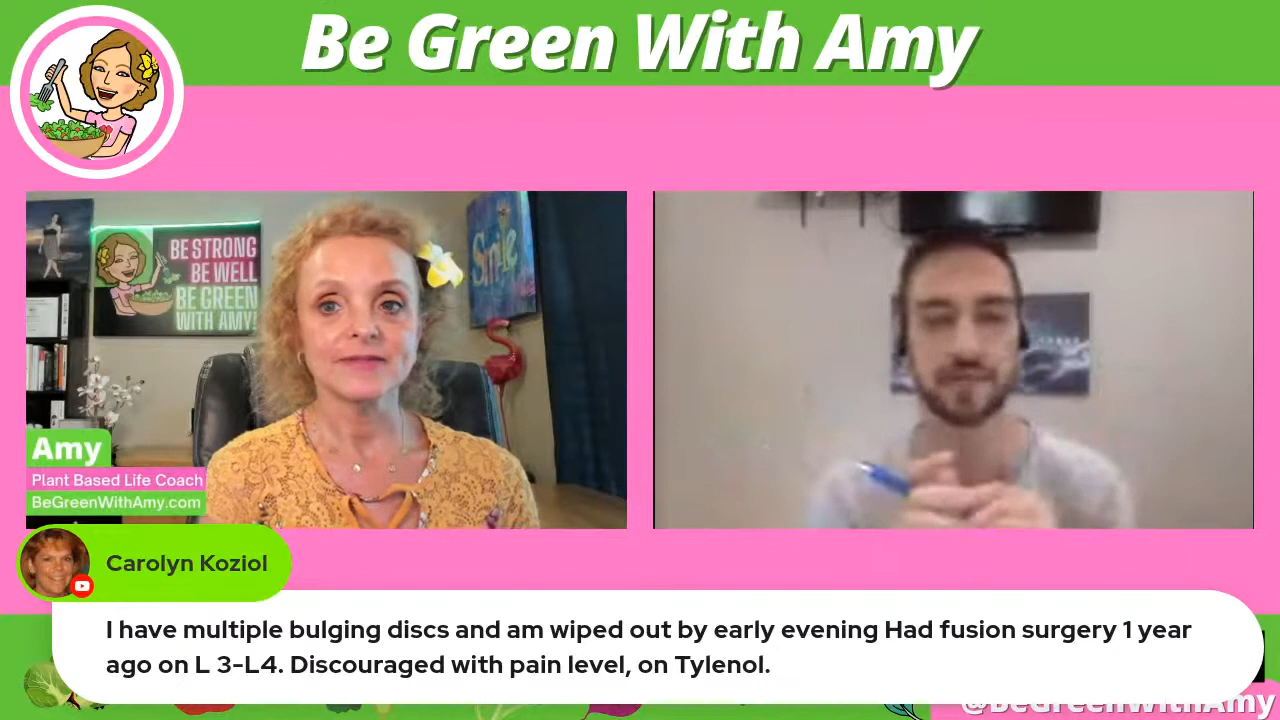 Be Green With Amy
Smile
BE STRONG
BE WELL
BE GREEN
WITH AMY!
Amy
Plant Based Life Coach
BeGreenWithAmy.com
Carolyn Koziol
I have multiple bulging discs and am wiped out by early evening Had fusion surgery 1 year
ago on L 3-L4. Discouraged with pain level, on Tylenol.
@BeGreenWithAmy